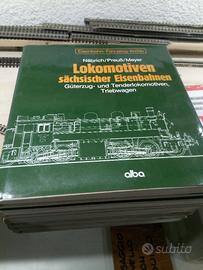 Eisenbahn-Fahrzeug-Archiv
Näbrich/Preuß/Meyer
Lokomotiven
sächsischer Eisenbahnen
Güterzug- und Tenderlokomotiven,
Triebwagen
alba
subito